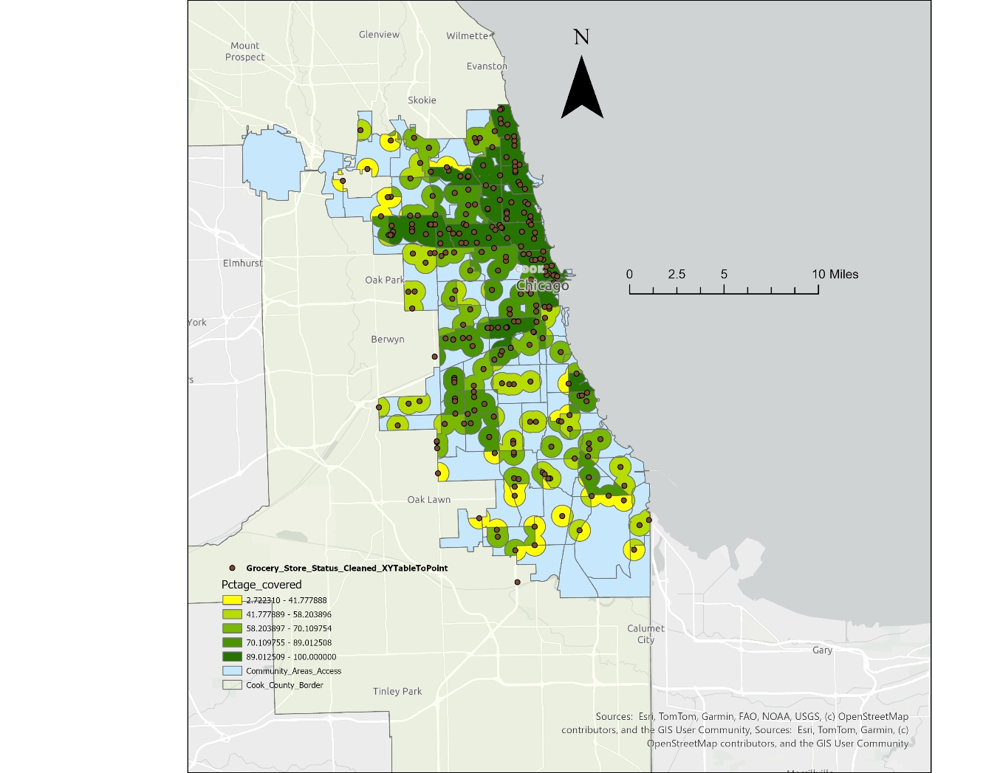 N
Glenview
Wilmette
Mount
Prospect
Evanston
Skokie
Elmhurst
0 2.5 5 10 Miles
Oak Park
cook
Chicago
York
Berwyn
rs
Oak Lawn
Grocery_Store_Status_Cleaned_XYTableToPoint
Pctage_covered
2.722310 - 41.777888
41.777889 - 58.203896
58.203897 - 70.109754
70.109755 - 89.012508
89.012509 - 100.000000
Community_Areas_Access
Cook_County_Border
Calumet
City
Gary
Tinley Park
Sources: Esri, TomTom, Garmin, FAO, NOAA, USGS, (c) OpenStreetMap
contributors, and the GIS User Community, Sources: Esri, TomTom, Garmin, (c)
OpenStreetMap contributors, and the GIS User Community